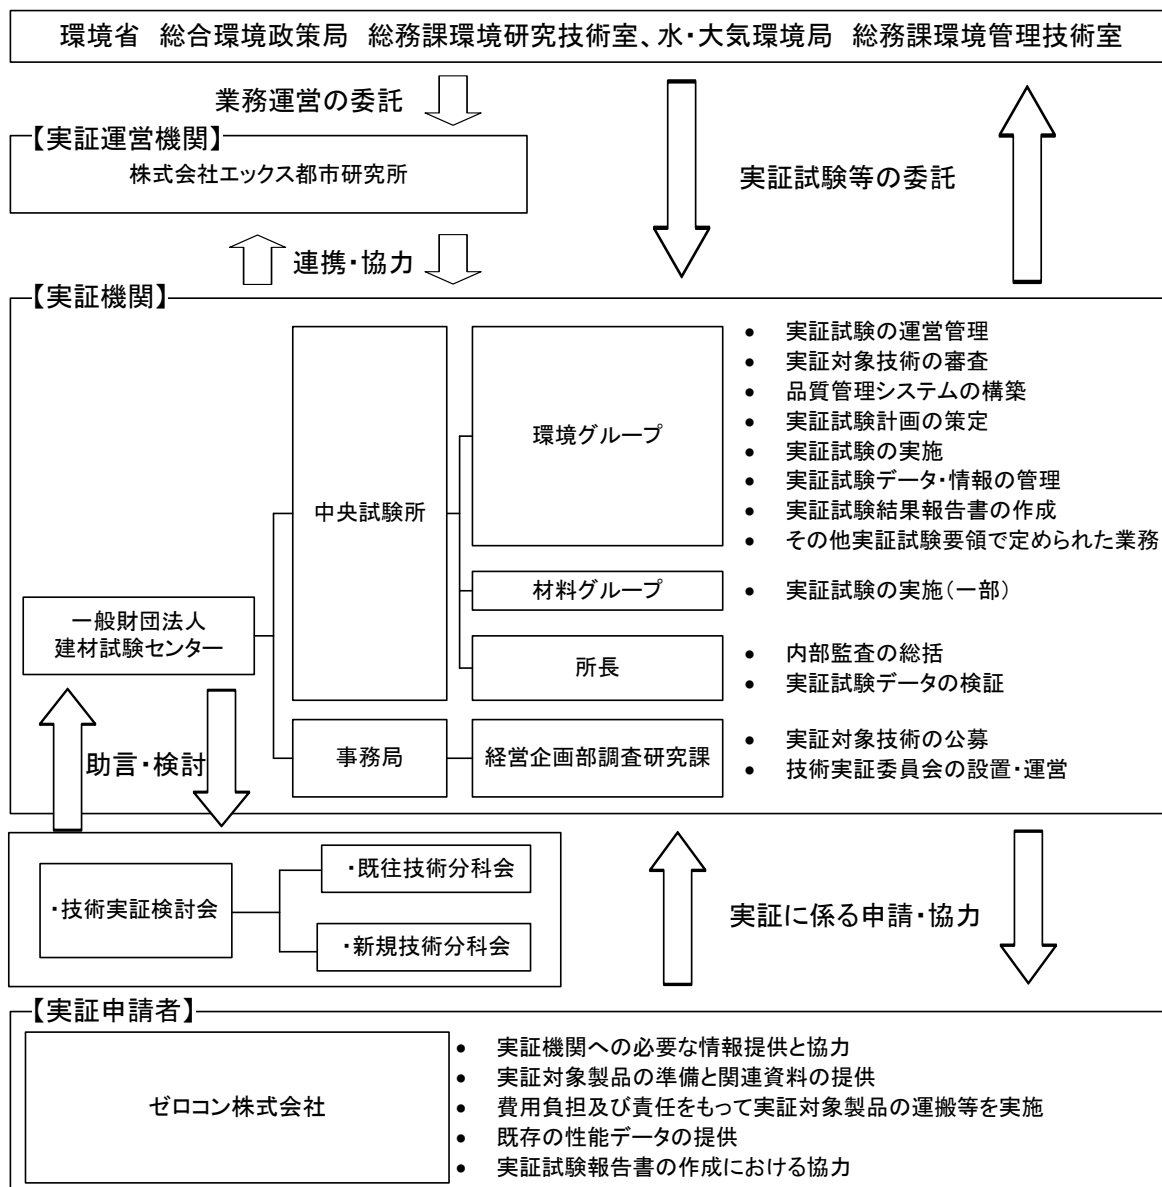 環境省　総合環境政策局　総務課環境研究技術室、水・大気環境局　総務課環境管理技術室
業務運営の委託
【実証運営機関】
株式会社エックス都市研究所
実証試験等の委託
連携・協力
【実証機関】
一般財団法人
建材試験センター
中央試験所
環境グループ
・ 実証試験の運営管理
・ 実証対象技術の審査
・ 品質管理システムの構築
・ 実証試験計画の策定
・ 実証試験の実施
・ 実証試験データ・情報の管理
・ 実証試験結果報告書の作成
・ その他実証試験要領で定められた業務
材料グループ
・ 実証試験の実施（一部）
所長
・ 内部監査の総括
・ 実証試験データの検証
事務局
経営企画部調査研究課
・ 実証対象技術の公募
・ 技術実証委員会の設置・運営
助言・検討
・技術実証検討会
・既往技術分科会
・新規技術分科会
実証に係る申請・協力
【実証申請者】
ゼロコン株式会社
・ 実証機関への必要な情報提供と協力
・ 実証対象製品の準備と関連資料の提供
・ 費用負担及び責任をもって実証対象製品の運搬等を実施
・ 既存の性能データの提供
・ 実証試験報告書の作成における協力